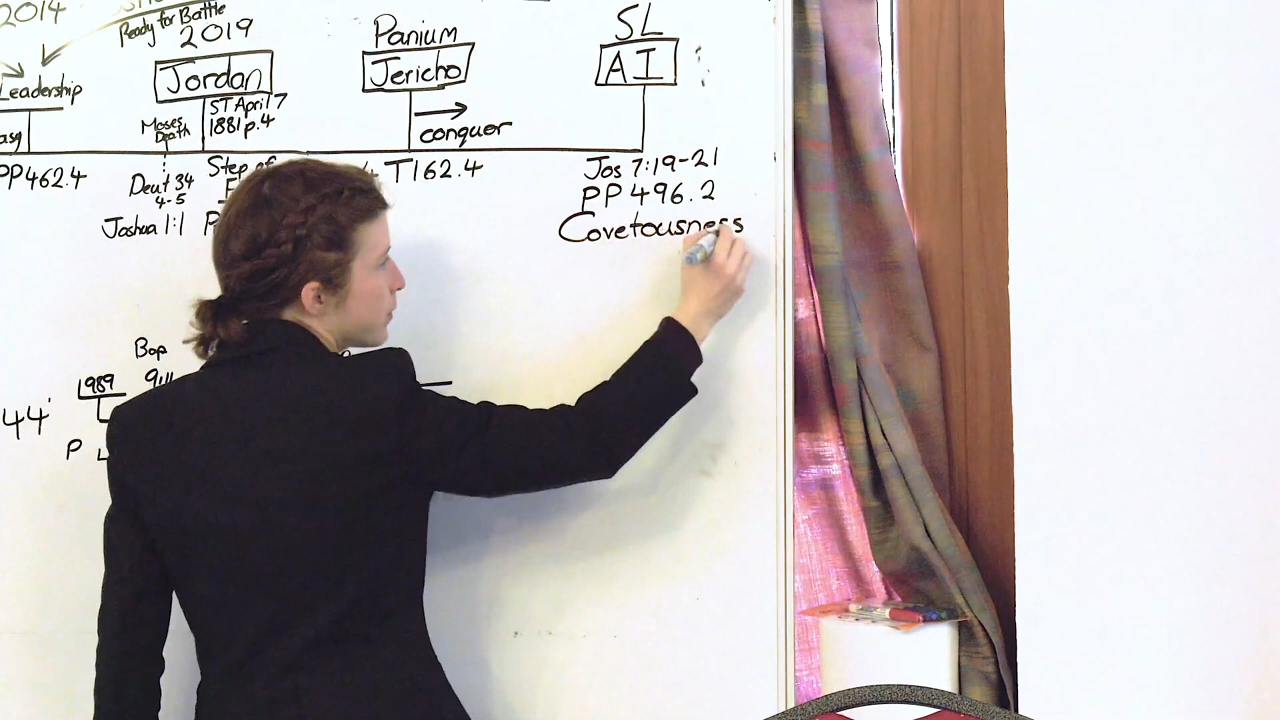 2014
Ready for Battle
2019
Panium
SL
Leadership
Jordan
Jericho
AI
Moses Death
ST April 7
1881 p.4
conquer
PP462.4
Deut 34
4-5
Joshua 1:1
Step of
T162.4
Jos 7:19-21
PP 496.2
Covetousness
Bop
1989
9/11
44
P